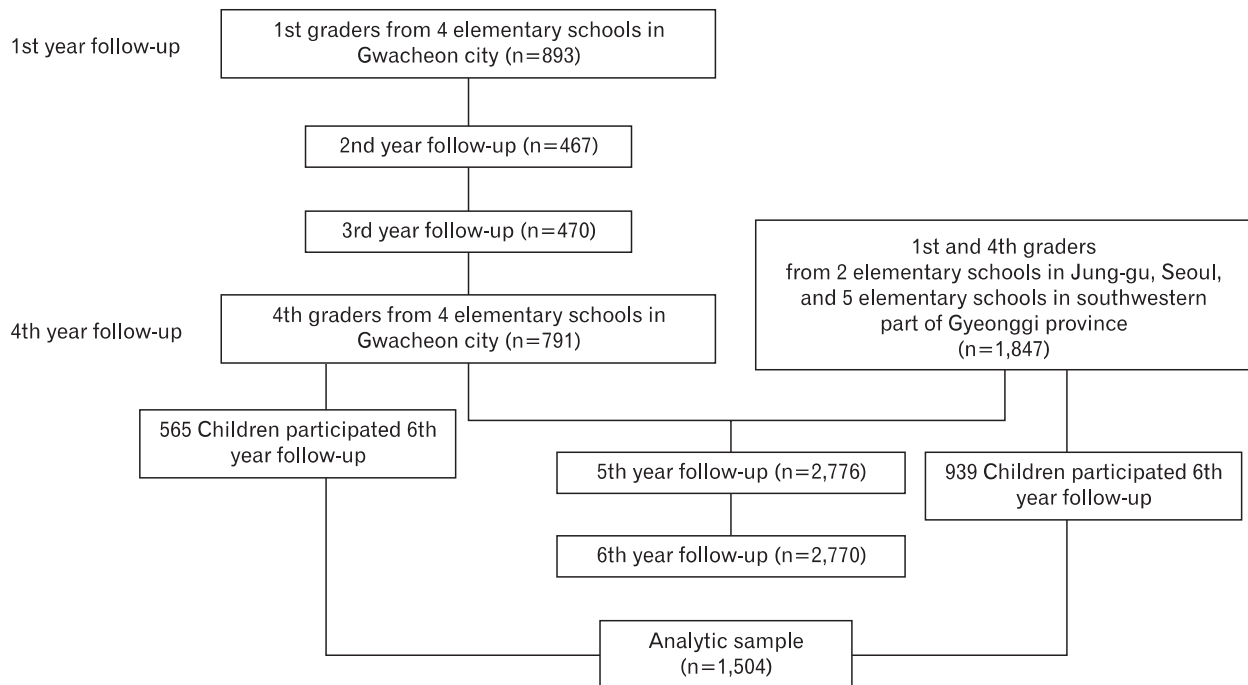 1st year follow-up
1st graders from 4 elementary schools in
Gwacheon city (n=893)
2nd year follow-up (n=467)
3rd year follow-up (n=470)
1st and 4th graders
from 2 elementary schools in Jung-gu, Seoul,
and 5 elementary schools in southwestern
part of Gyeonggi province
(n=1,847)
4th year follow-up
4th graders from 4 elementary schools in
Gwacheon city (n=791)
565 Children participated 6th
year follow-up
5th year follow-up (n=2,776)
939 Children participated 6th
year follow-up
6th year follow-up (n=2,770)
Analytic sample
(n=1,504)